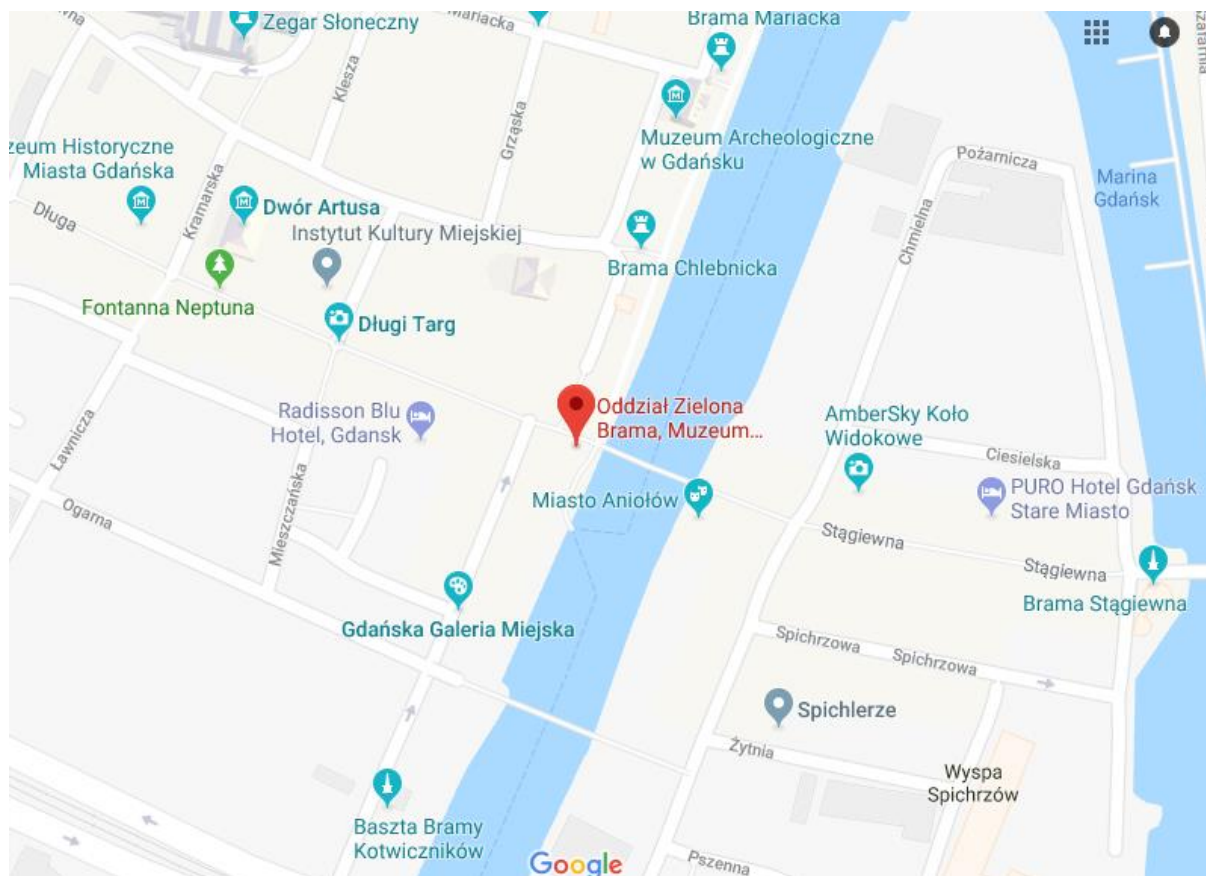 Mariacka
Brama Mariacka
Zegar Słoneczny
Klesza
Grząska
Muzeum Archeologiczne
w Gdańsku
Pożarnicza
zeum Historyczne
Miasta Gdańska
Marina
Gdańsk
Kramarska
Długa
Dwór Artusa
Instytut Kultury Miejskiej
Chmielna
Brama Chlebnicka
Fontanna Neptuna
Długi Targ
Radisson Blu
Hotel, Gdansk
Oddział Zielona
Brama, Muzeum...
AmberSky Koło
Widokowe
Ciesielska
Ławnicza
PURO Hotel Gdańsk
Stare Miasto
Miasto Aniołów
Ogarna
Mieszczańska
Stągiewna
Stągiewna
Brama Stągiewna
Gdańska Galeria Miejska
Spichrzowa
Spichrzowa
Spichlerze
Żytnia
Wyspa
Spichrzów
Baszta Bramy
Kotwiczników
Google
Pszenna